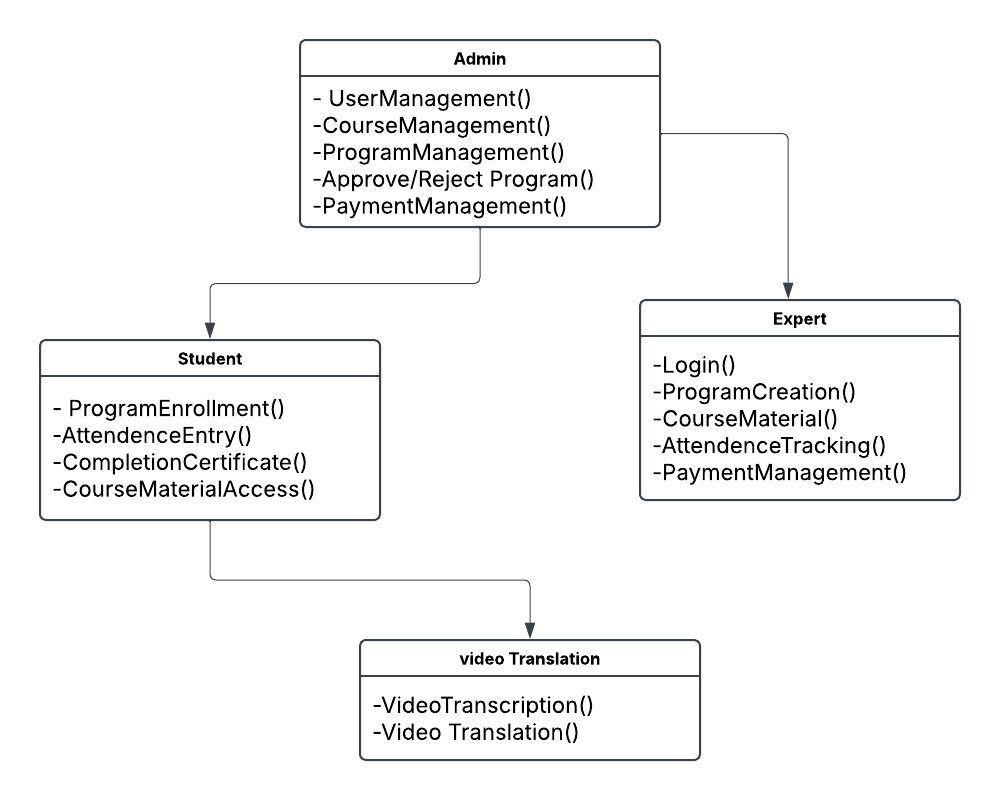 Admin
- UserManagement()
-CourseManagement()
-ProgramManagement()
-Approve/Reject Program()
-PaymentManagement()
Student
- ProgramEnrollment()
-AttendenceEntry()
-CompletionCertificate()
-CourseMaterialAccess()
Expert
-Login()
-ProgramCreation()
-CourseMaterial()
-AttendenceTracking()
-PaymentManagement()
video Translation
-VideoTranscription()
-Video Translation()